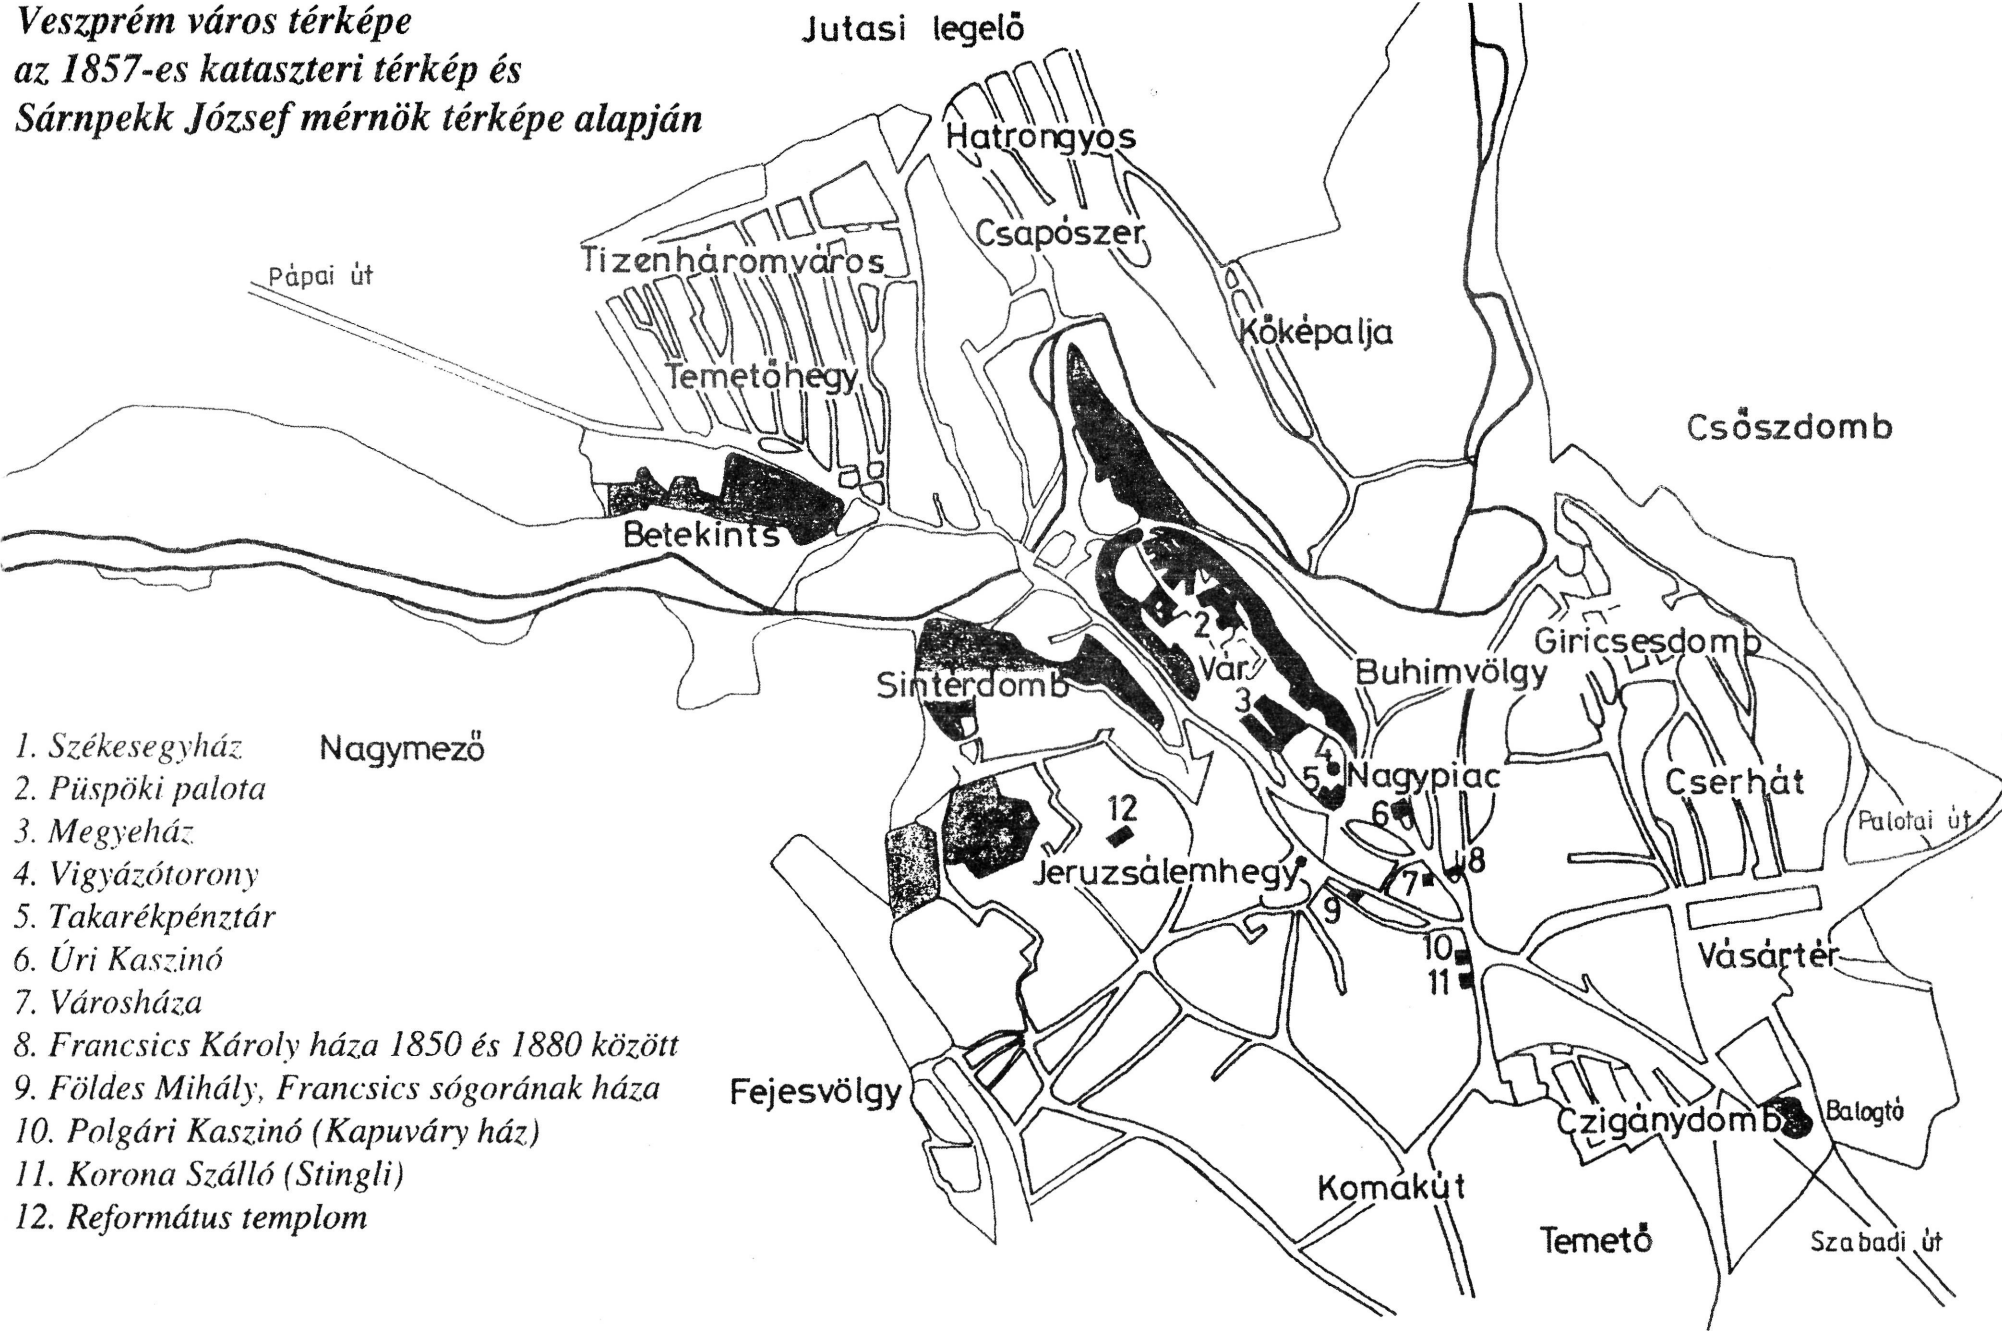 Veszprém város térképe
az 1857-es kataszteri térkép és
Sárnpekk József mérnök térképe alapján
Jutasi legelő
Hatrongyos
Csapószer
Tizenháromváros
Pápai út
Kőképalja
Temetőhegy
Csőszdomb
Betekints
2
Giricsesdomb
Vár
Buhimvölgy
Sintérdomb
3
1. Székesegyház
Nagymező
2. Püspöki palota
3. Megyeház
4. Vigyázótorony
5. Takarékpénztár
6. Úri Kaszinó
7. Városháza
8. Francsics Károly háza 1850 és 1880 között
9. Földes Mihály, Francsics sógorának háza
10. Polgári Kaszinó (Kapuváry ház)
11. Korona Szálló (Stingli)
12. Református templom
4
5
Nagypiac
Cserhát
12
6
Palotai út
Jeruzsálemhegy
8
7
9
10
Vásártér
11
Fejesvölgy
Czigánydomb
Balogtó
Komakút
Temető
Szabadi út